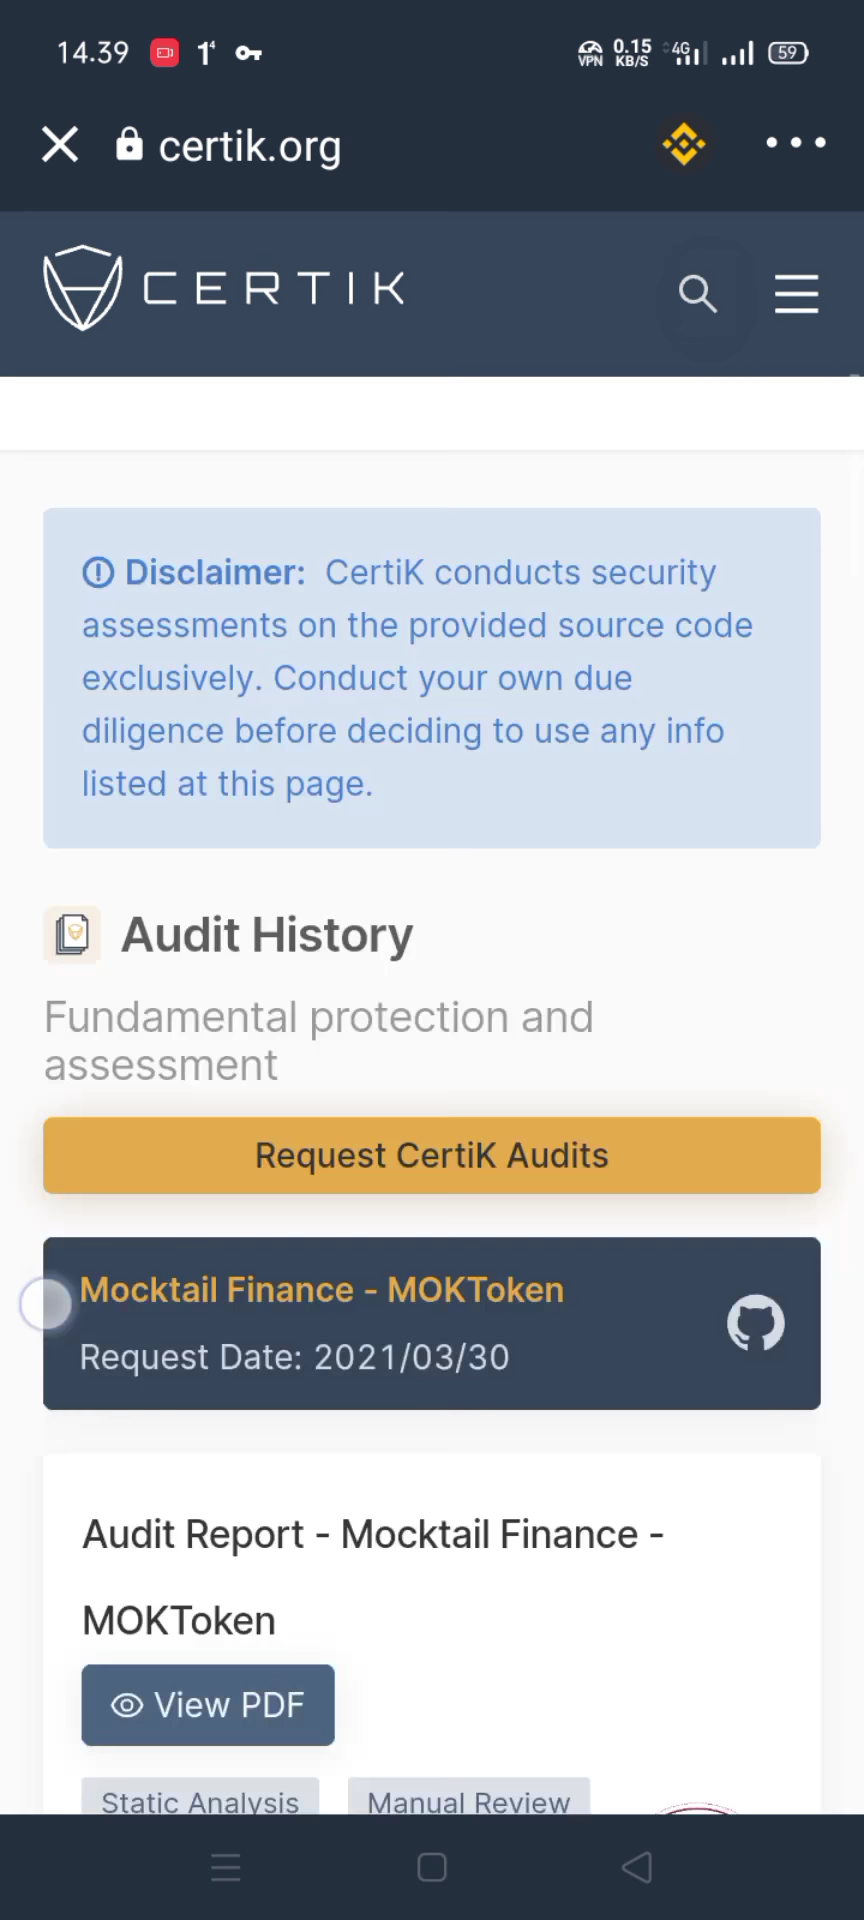 14.39 1⁴ VPN 0.15 KB/S 4G 59
certik.org
CERTIK
Disclaimer: CertiK conducts security
assessments on the provided source code
exclusively. Conduct your own due
diligence before deciding to use any info
listed at this page.
Audit History
Fundamental protection and
assessment
Request CertiK Audits
Mocktail Finance - MOKToken
Request Date: 2021/03/30
Audit Report - Mocktail Finance -
MOKToken
View PDF
Static Analysis Manual Review